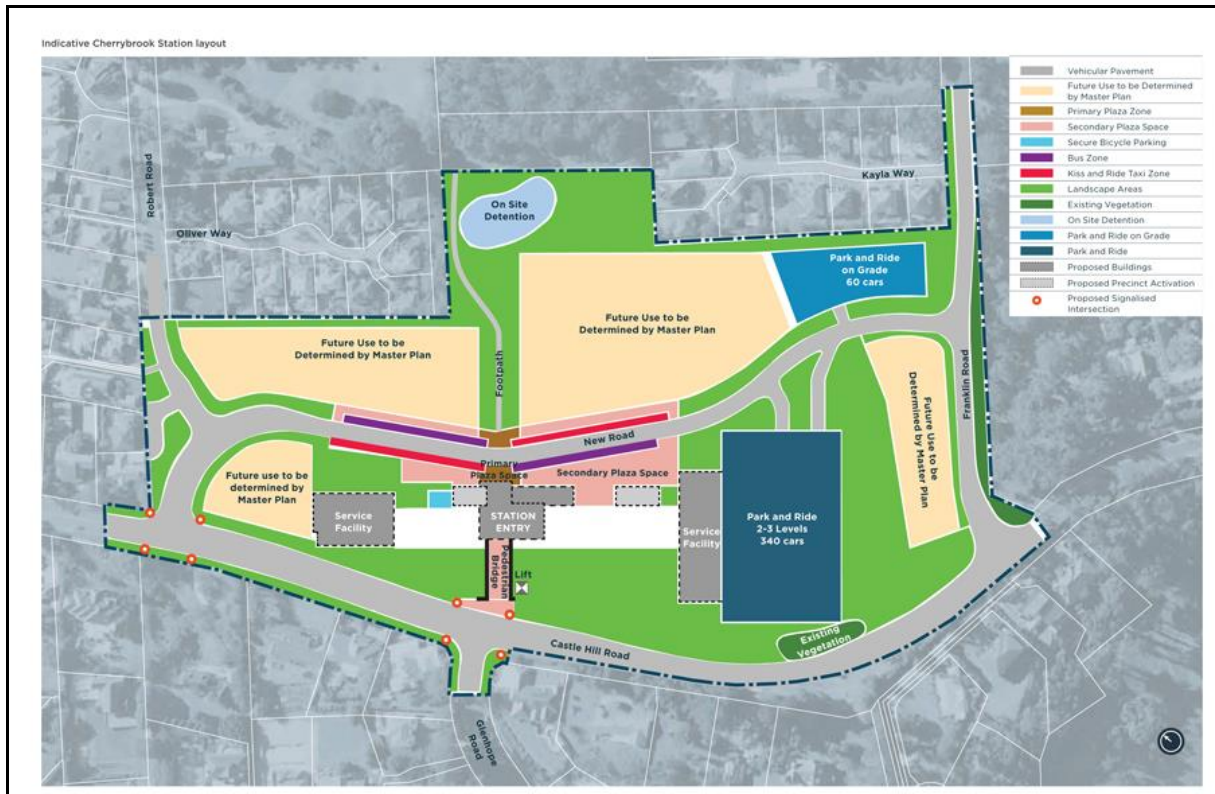 Indicative Cherrybrook Station layout
Vehicular Pavement
Future Use to be Determined
by Master Plan
Primary Plaza Zone
Secondary Plaza Space
Secure Bicycle Parking
Bus Zone
Kiss and Ride Taxi Zone
Landscape Areas
Existing Vegetation
On Site Detention
Park and Ride on Grade
Park and Ride
Proposed Buildings
Proposed Precinct Activation
Proposed Signalised
Intersection
Robert Road
Oliver Way
On Site
Detention
Kayla Way
Park and Ride
on Grade
60 cars
Future Use to be
Determined by Master Plan
Future Use to be
Determined by Master Plan
Footpath
Franklin Road
Future Use to be
Determined by Master Plan
New Road
Primary
Plaza Space
Secondary Plaza Space
Future use to be
determined by
Master Plan
Service
Facility
STATION
ENTRY
Service
Facility
Park and Ride
2-3 Levels
340 cars
Pedestrian
Bridge
Lift
Existing
Vegetation
Castle Hill Road
Glenhope
Road